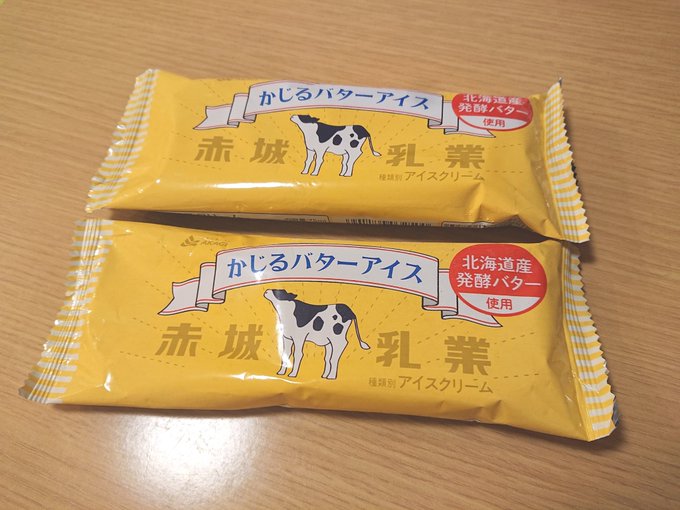 かじるバターアイス
北海道産
発酵バター
使用
赤城 乳業
種類別 アイスクリーム
AKAGI
かじるバターアイス
北海道産
発酵バター
使用
赤城 乳業
種類別 アイスクリーム